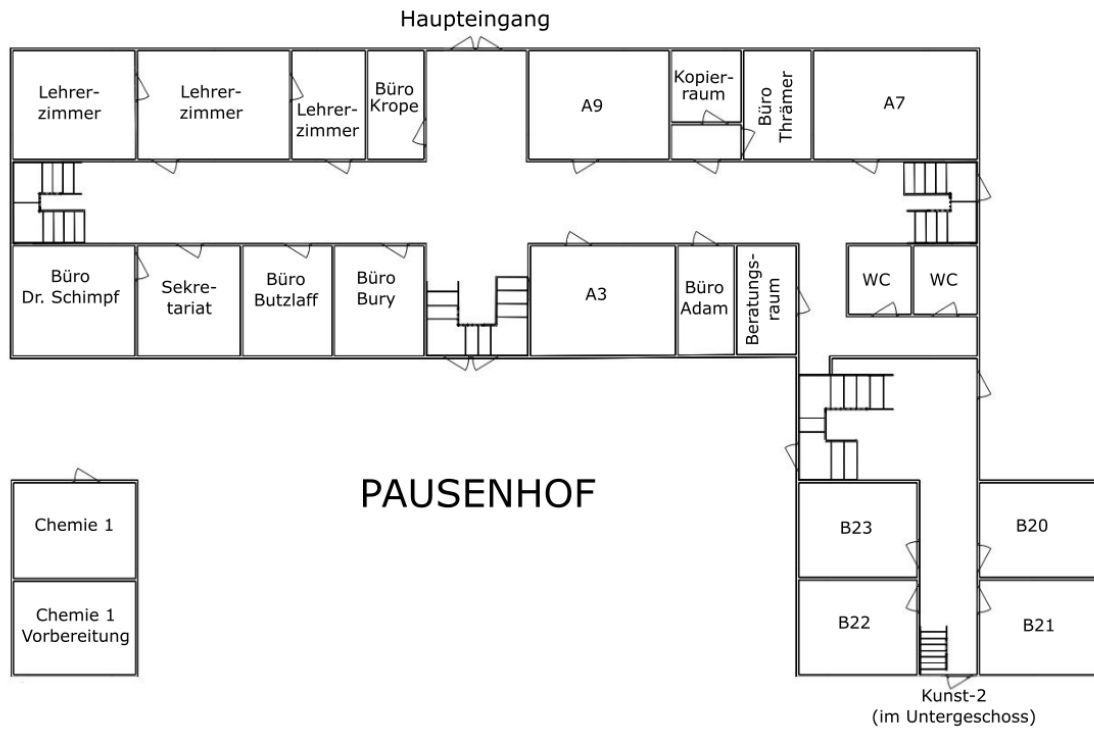 Haupteingang
Lehrer-
zimmer
Lehrer-
zimmer
Lehrer-
zimmer
Büro
Krope
A9
Kopier-
raum
Büro
Thrämer
A7
Büro
Dr. Schimpf
Sekre-
tariat
Büro
Butzlaff
Büro
Bury
A3
Büro
Adam
Beratungs-
raum
WC
WC
PAUSENHOF
Chemie 1
Chemie 1
Vorbereitung
B23
B20
B22
B21
Kunst-2
(im Untergeschoss)